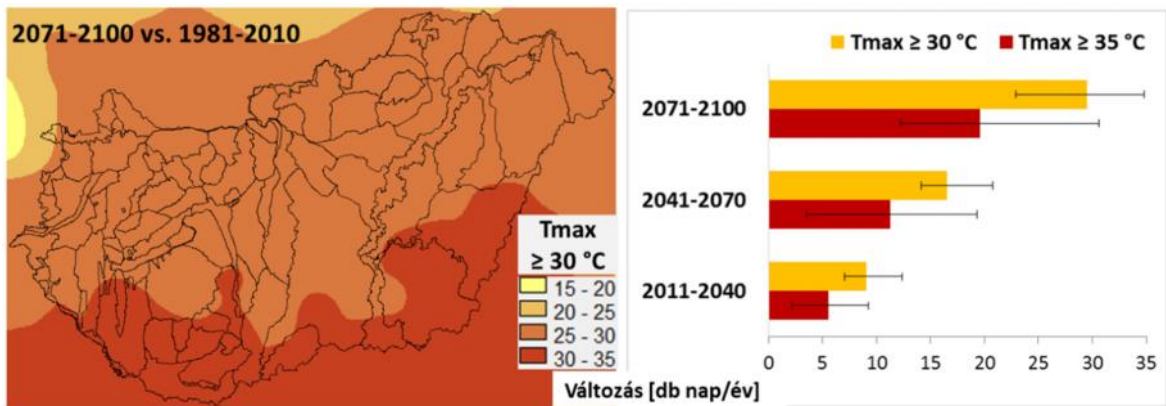 2071-2100 vs. 1981-2010
Tmax
≥ 30 °C
15 - 20
20 - 25
25 - 30
30 - 35
Tmax ≥ 30 °C Tmax ≥ 35 °C
2071-2100
2041-2070
2011-2040
0 5 10 15 20 25 30 35
Változás [db nap/év]